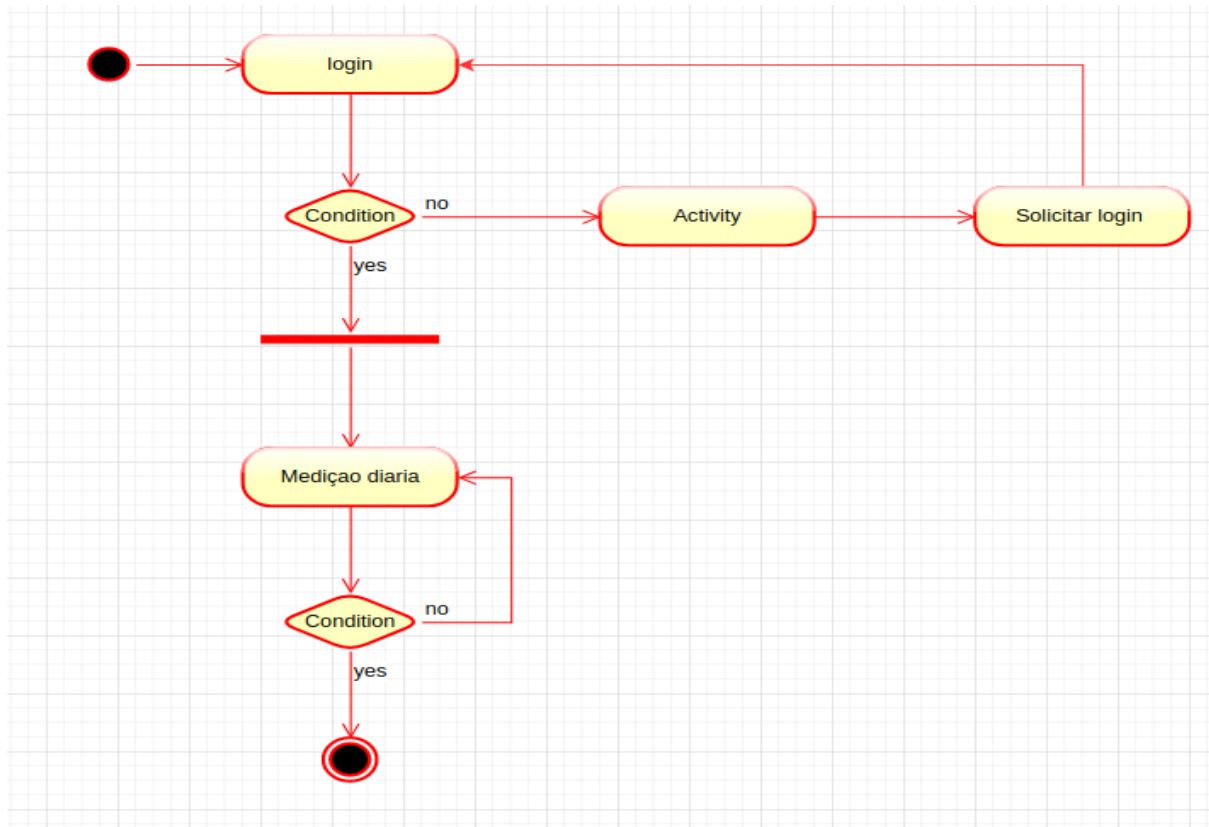 login
Condition
no
Activity
Solicitar login
yes
Mediçao diaria
Condition
no
yes